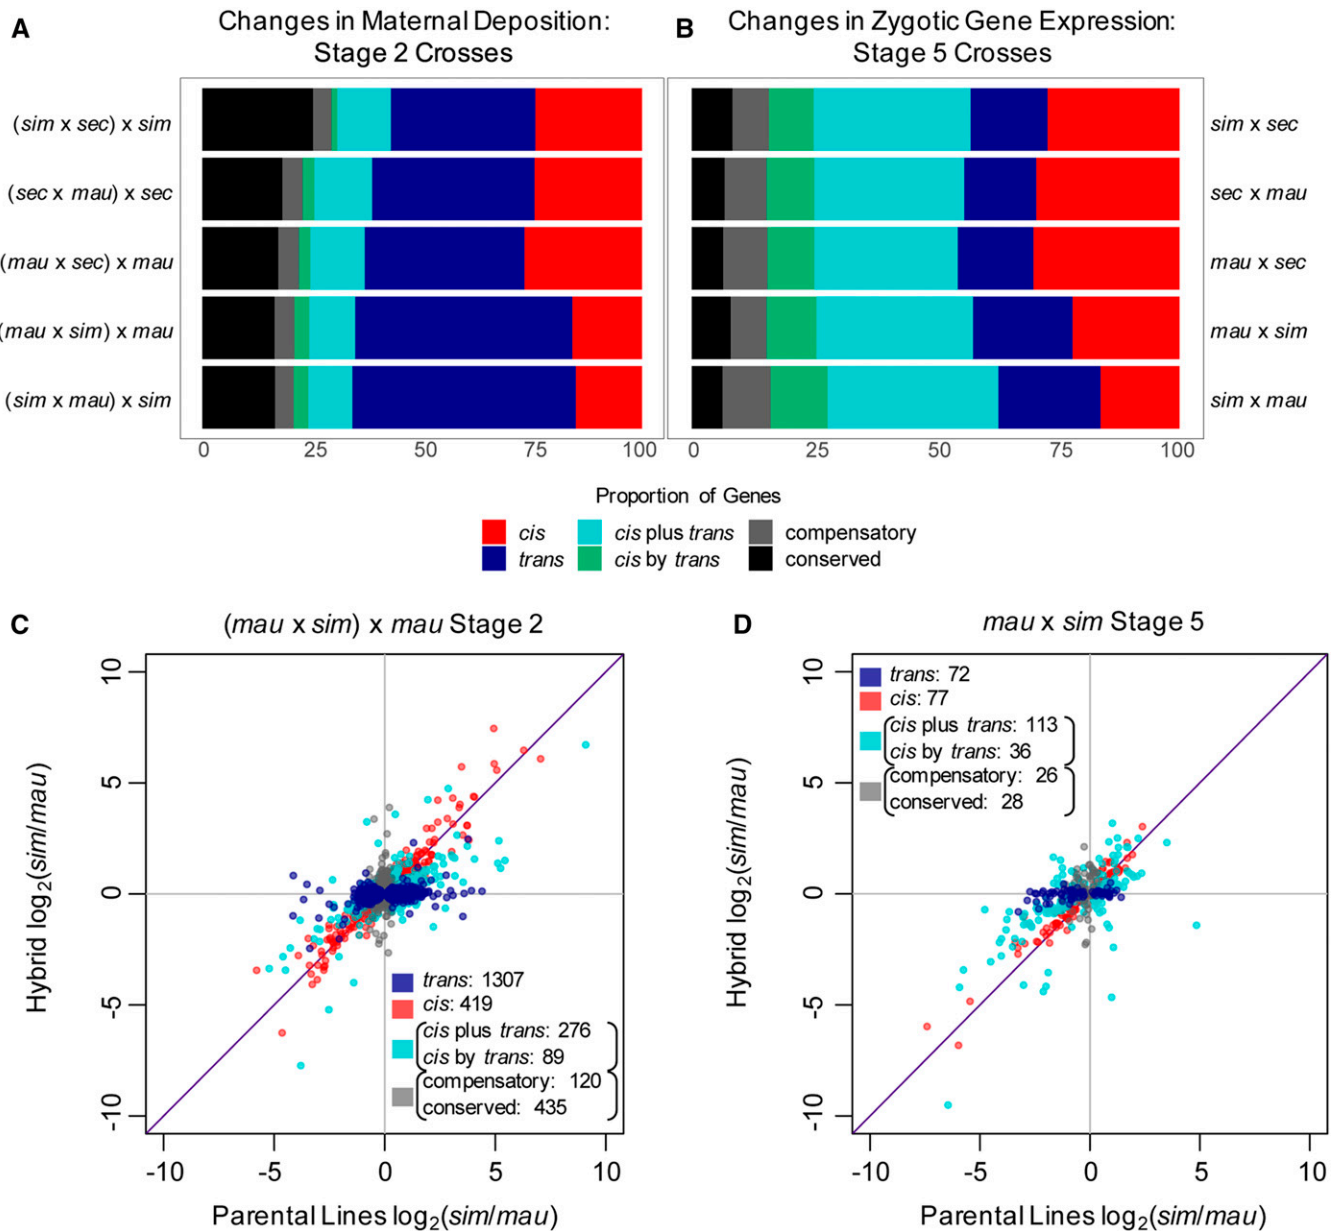 A
Changes in Maternal Deposition:
Stage 2 Crosses
(sim x sec) x sim
(sec x mau) x sec
(mau x sec) x mau
(mau x sim) x mau
(sim x mau) x sim
0 25 50 75 100
B
Changes in Zygotic Gene Expression:
Stage 5 Crosses
sim x sec
sec x mau
mau x sec
mau x sim
sim x mau
0 25 50 75 100
Proportion of Genes
cis
trans
cis plus trans
cis by trans
compensatory
conserved
C
(mau x sim) x mau Stage 2
Hybrid log2(sim/mau)
10
5
0
-5
-10
trans: 1307
cis: 419
cis plus trans: 276
cis by trans: 89
compensatory: 120
conserved: 435
-10 -5 0 5 10
Parental Lines log2(sim/mau)
D
mau x sim Stage 5
Hybrid log2(sim/mau)
10
5
0
-5
-10
trans: 72
cis: 77
cis plus trans: 113
cis by trans: 36
compensatory: 26
conserved: 28
-10 -5 0 5 10
Parental Lines log2(sim/mau)